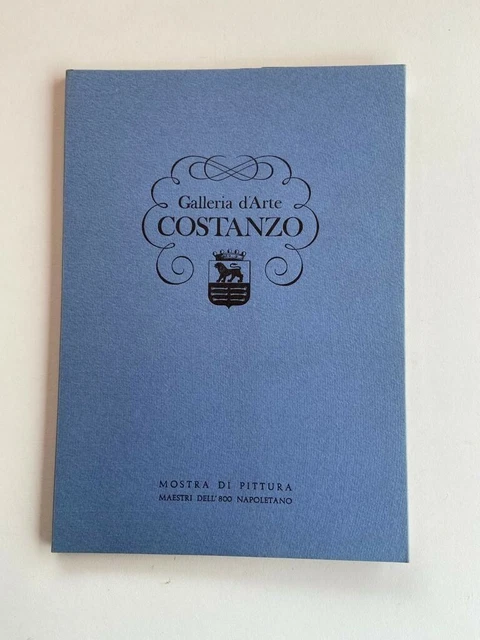 Galleria d'Arte
COSTANZO
MOSTRA DI PITTURA
MAESTRI DELL'800 NAPOLETANO